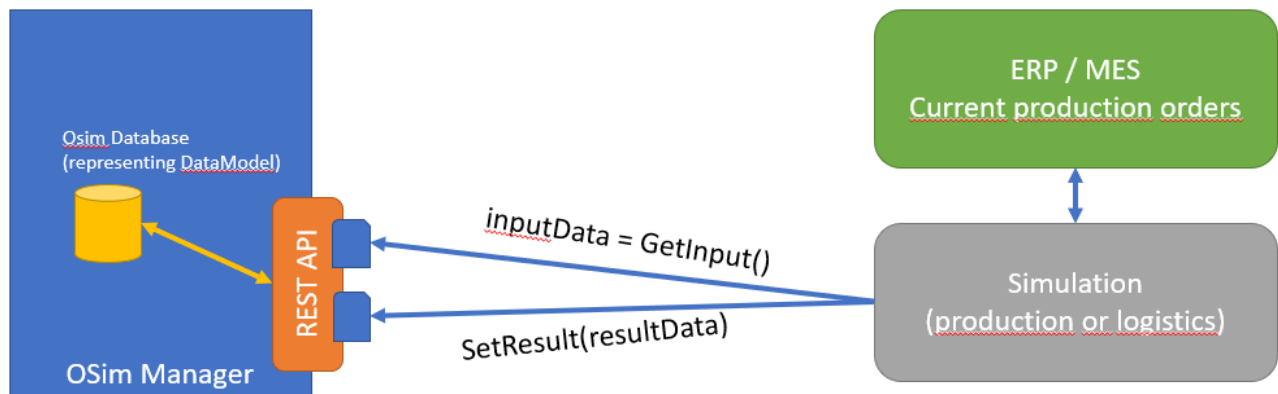 Osim Database
(representing DataModel)
OSim Manager
REST API
inputData = GetInput()
SetResult(resultData)
ERP / MES
Current production orders
Simulation
(production or logistics)